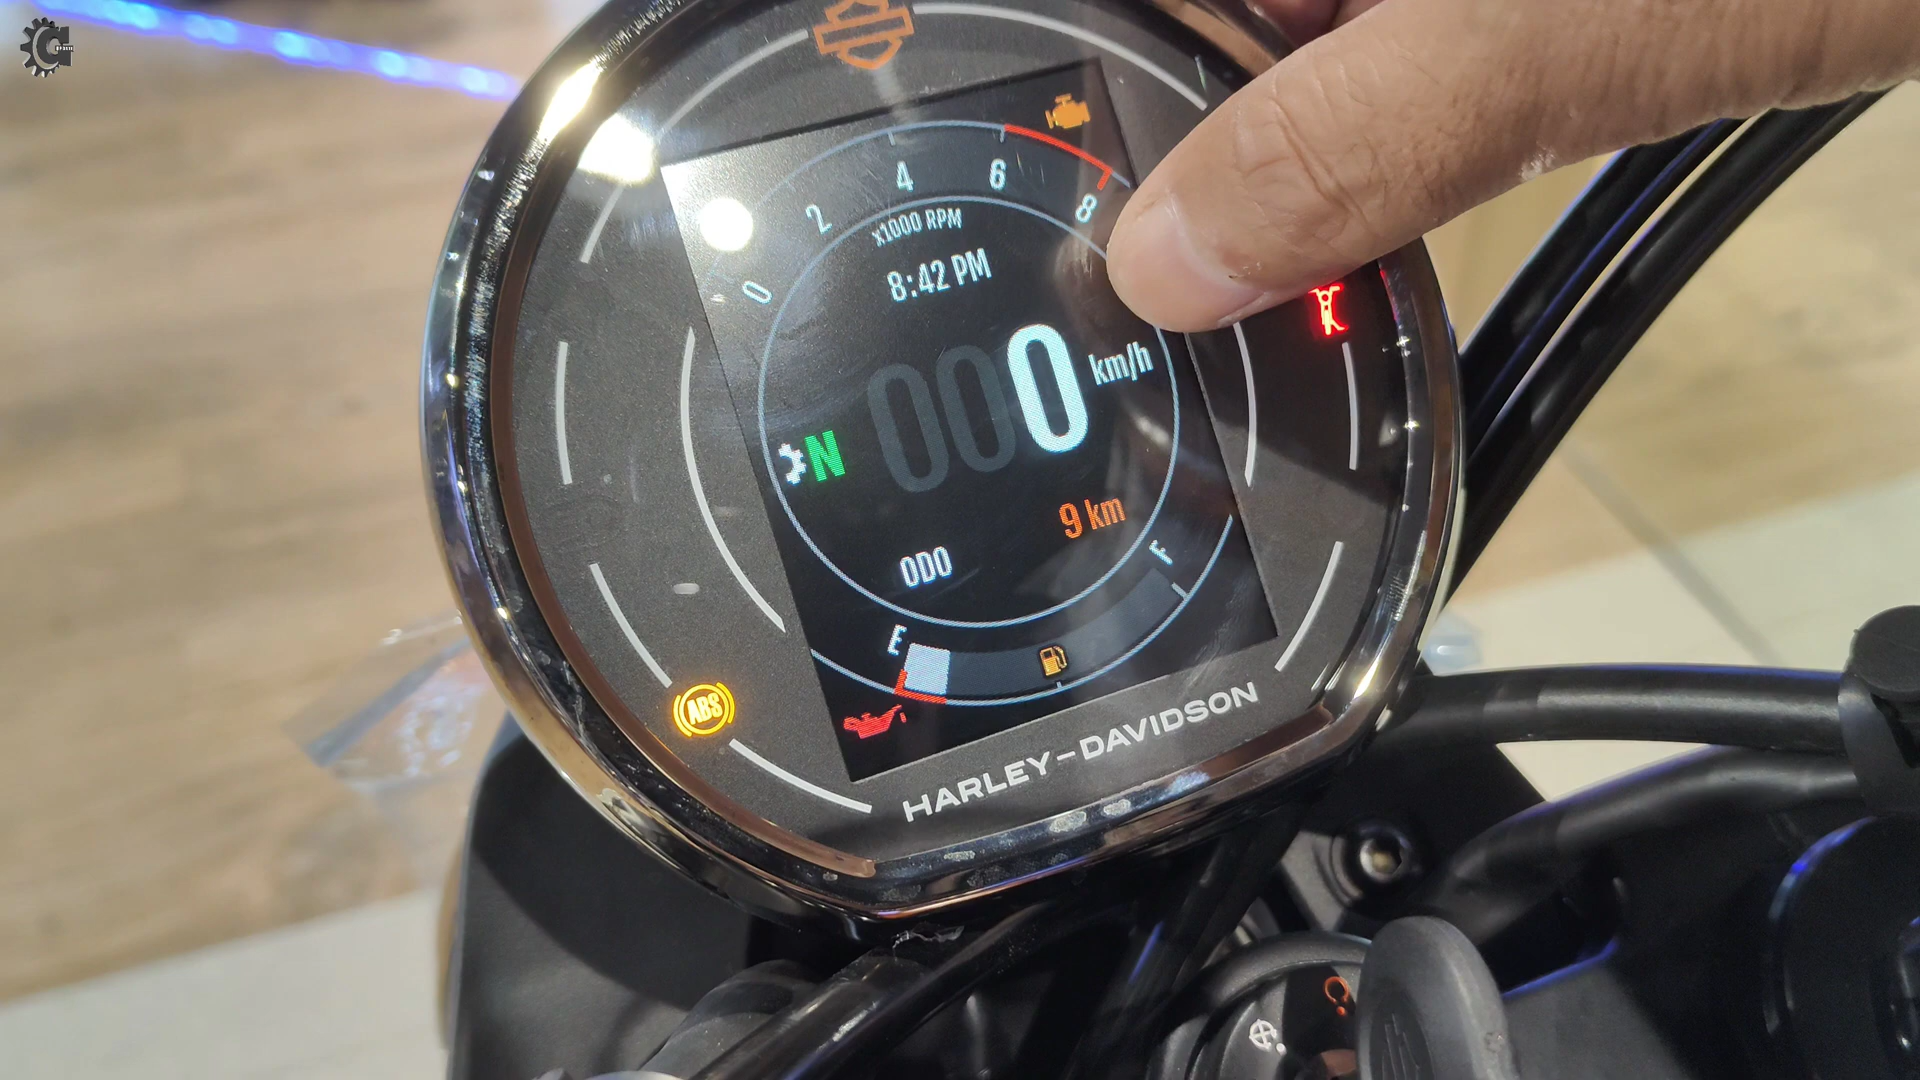 4 6
2 8
x1000 RPM
0 8:42 PM
000 km/h
N
9 km
ODO
F
E
ABS
HARLEY-DAVIDSON